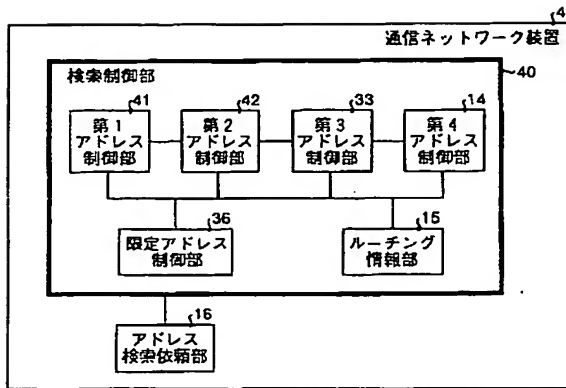 4
通信ネットワーク装置
検索制御部
40
41
42
33
14
第1
アドレス
制御部
第2
アドレス
制御部
第3
アドレス
制御部
第4
アドレス
制御部
36
15
限定アドレス
制御部
ルーチング
情報部
16
アドレス
検索依頼部